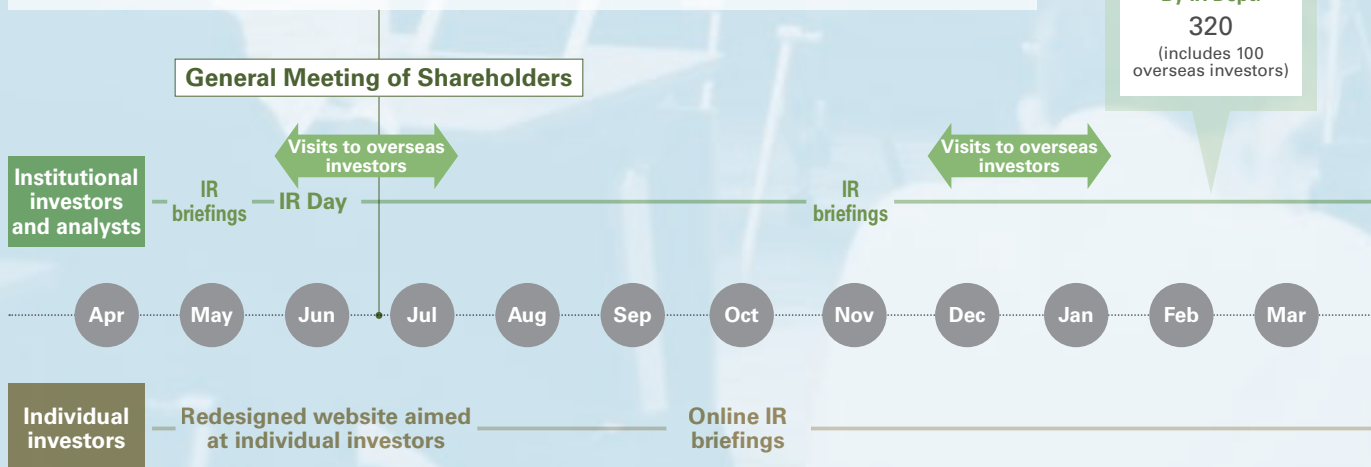 320
(includes 100
overseas investors)
General Meeting of Shareholders
Visits to overseas
investors
Visits to overseas
investors
Institutional
investors
and analysts
IR
briefings
IR Day
IR
briefings
Apr
May
Jun
Jul
Aug
Sep
Oct
Nov
Dec
Jan
Feb
Mar
Individual
investors
Redesigned website aimed
at individual investors
Online IR
briefings